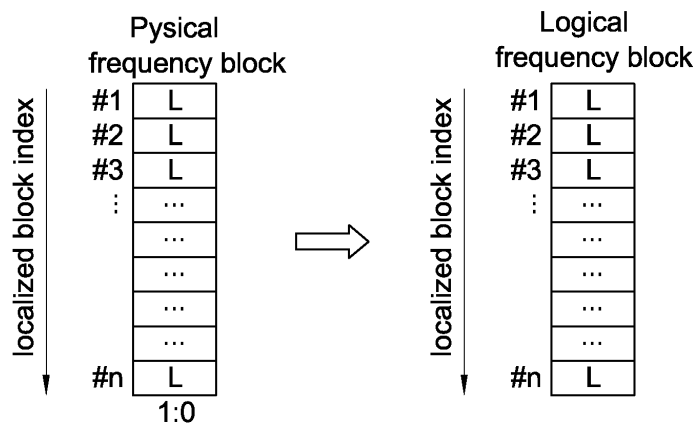 Pysical
frequency block
localized block index
#1 L
#2 L
#3 L
⋮ ...
...
...
...
...
#n L
1:0
Logical
frequency block
localized block index
#1 L
#2 L
#3 L
⋮ ...
...
...
...
...
#n L